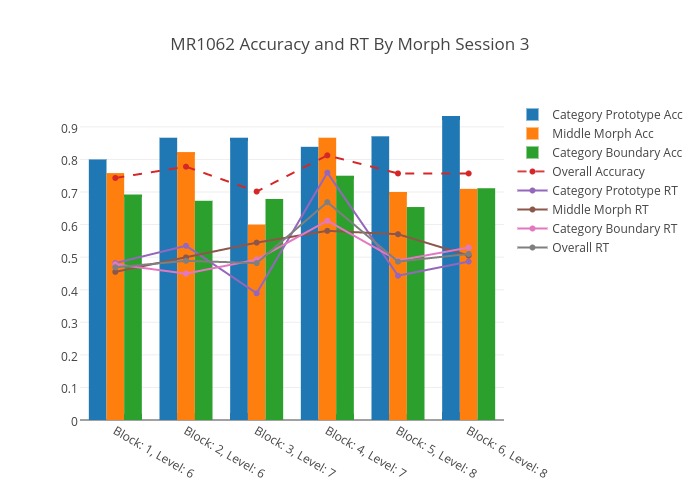 MR1062 Accuracy and RT By Morph Session 3
0.9
0.8
0.7
0.6
0.5
0.4
0.3
0.2
0.1
0
Block: 1, Level: 6
Block: 2, Level: 6
Block: 3, Level: 7
Block: 4, Level: 7
Block: 5, Level: 8
Block: 6, Level: 8
Category Prototype Acc
Middle Morph Acc
Category Boundary Acc
Overall Accuracy
Category Prototype RT
Middle Morph RT
Category Boundary RT
Overall RT